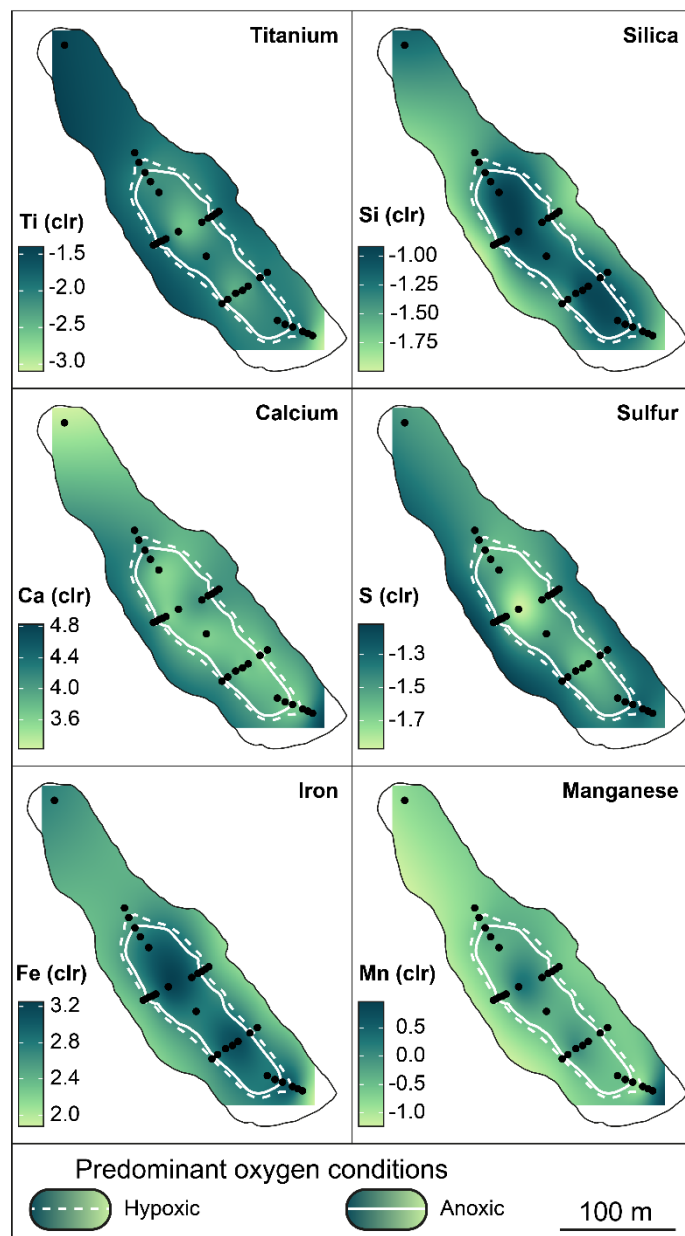 Titanium
Ti (clr)
-1.5
-2.0
-2.5
-3.0
Silica
Si (clr)
-1.00
-1.25
-1.50
-1.75
Calcium
Ca (clr)
4.8
4.4
4.0
3.6
Sulfur
S (clr)
-1.3
-1.5
-1.7
Iron
Fe (clr)
3.2
2.8
2.4
2.0
Manganese
Mn (clr)
0.5
0.0
-0.5
-1.0
Predominant oxygen conditions
Hypoxic
Anoxic
100 m